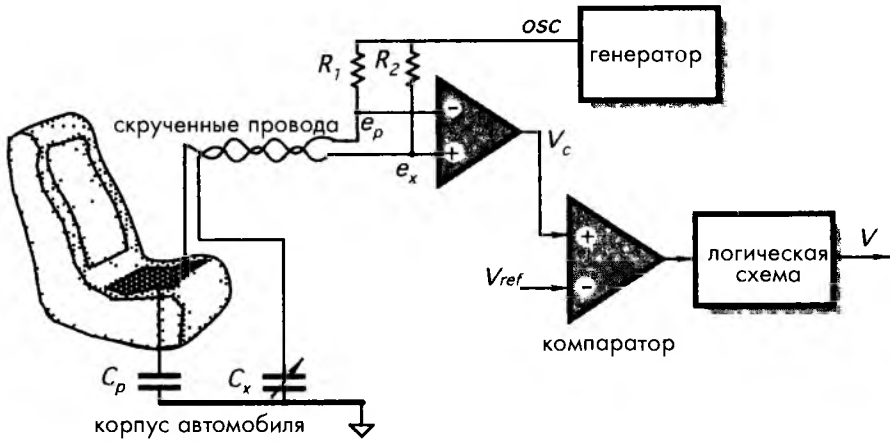 osc
генератор
R1
R2
скрученные провода
ep
ex
Vc
Vref
логическая
схема
V
компаратор
Cp
Cx
корпус автомобиля